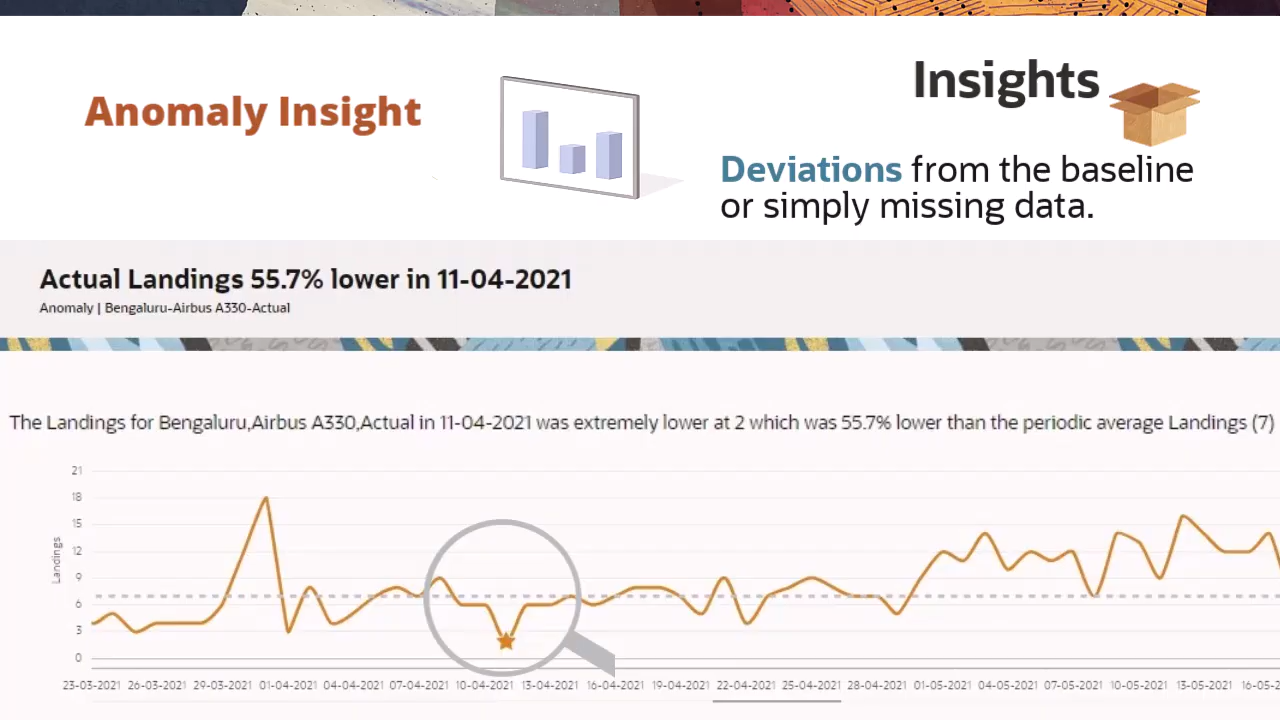 Anomaly Insight
Insights
Deviations from the baseline
or simply missing data.
Actual Landings 55.7% lower in 11-04-2021
Anomaly | Bengaluru-Airbus A330-Actual
The Landings for Bengaluru,Airbus A330,Actual in 11-04-2021 was extremely lower at 2 which was 55.7% lower than the periodic average Landings (7)
21
18
15
12
9
6
3
0
Landings
23-03-2021 26-03-2021 29-03-2021 01-04-2021 04-04-2021 07-04-2021 10-04-2021 13-04-2021 16-04-2021 19-04-2021 22-04-2021 25-04-2021 28-04-2021 01-05-2021 04-05-2021 07-05-2021 10-05-2021 13-05-2021 16-05-2